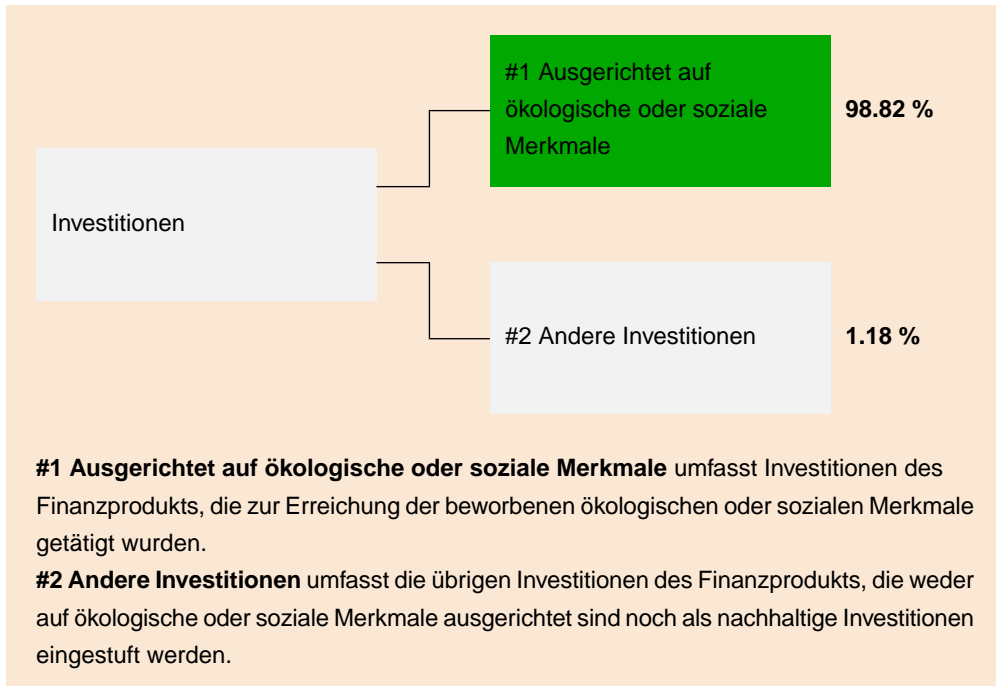 #1 Ausgerichtet auf
ökologische oder soziale
Merkmale
98.82 %
Investitionen
#2 Andere Investitionen
1.18 %
#1 Ausgerichtet auf ökologische oder soziale Merkmale umfasst Investitionen des
Finanzprodukts, die zur Erreichung der beworbenen ökologischen oder sozialen Merkmale
getätigt wurden.
#2 Andere Investitionen umfasst die übrigen Investitionen des Finanzprodukts, die weder
auf ökologische oder soziale Merkmale ausgerichtet sind noch als nachhaltige Investitionen
eingestuft werden.